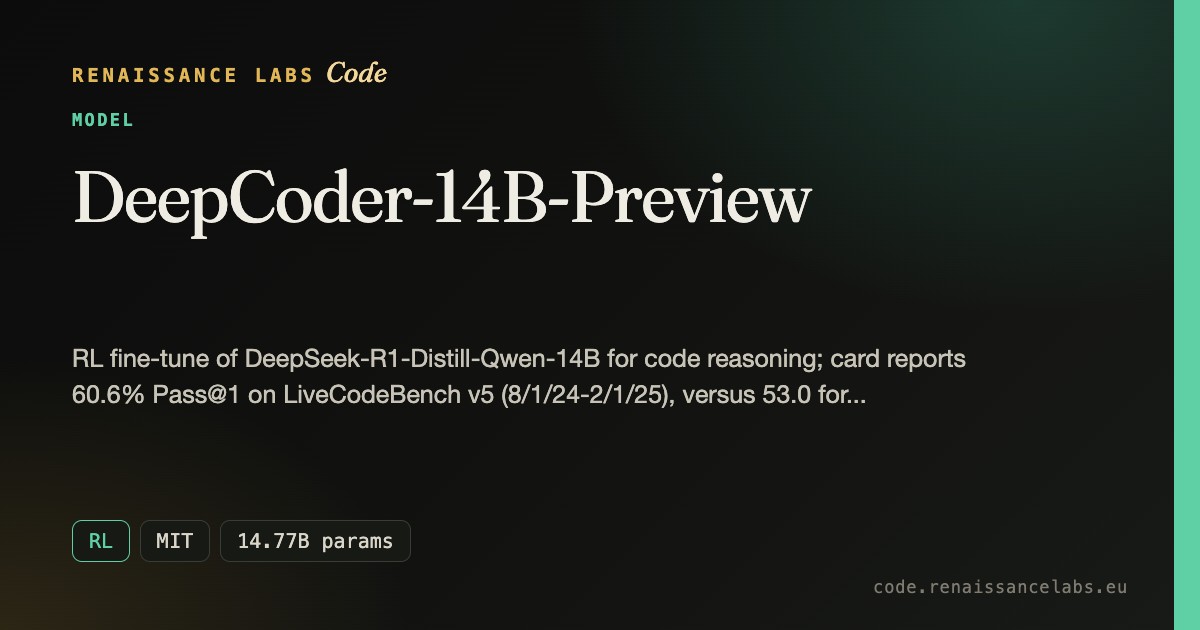 RENAISSANCE LABS Code
MODEL
DeepCoder-14B-Preview
RL fine-tune of DeepSeek-R1-Distill-Qwen-14B for code reasoning; card reports
60.6% Pass@1 on LiveCodeBench v5 (8/1/24-2/1/25), versus 53.0 for...
RL MIT 14.77B params
code.renaissancelabs.eu